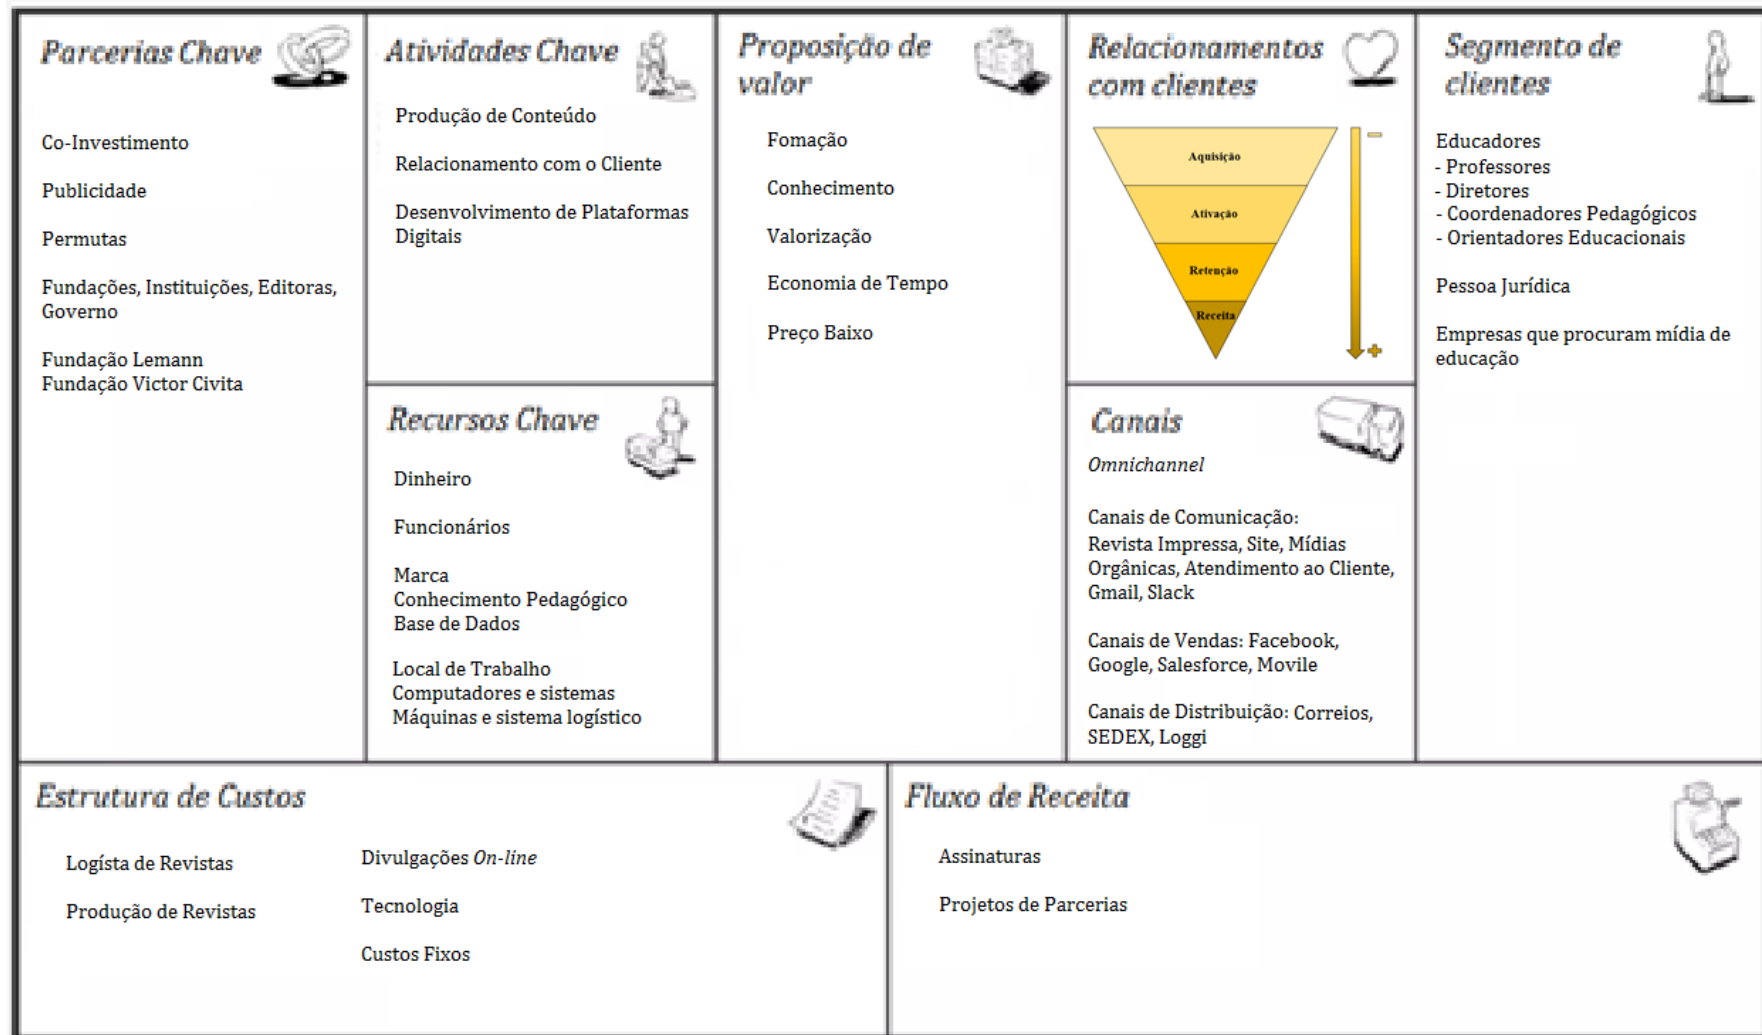 Parcerias Chave
Co-Investimento
Publicidade
Permutas
Fundações, Instituições, Editoras,
Governo
Fundação Lemann
Fundação Victor Civita
Atividades Chave
Produção de Conteúdo
Relacionamento com o Cliente
Desenvolvimento de Plataformas
Digitais
Recursos Chave
Dinheiro
Funcionários
Marca
Conhecimento Pedagógico
Base de Dados
Local de Trabalho
Computadores e sistemas
Máquinas e sistema logístico
Proposição de
valor
Fomação
Conhecimento
Valorização
Economia de Tempo
Preço Baixo
Relacionamentos
com clientes
Aquisição
Ativação
Retenção
Receita
Canais
Omnichannel
Canais de Comunicação:
Revista Impressa, Site, Mídias
Orgânicas, Atendimento ao Cliente,
Gmail, Slack
Canais de Vendas: Facebook,
Google, Salesforce, Movile
Canais de Distribuição: Correios,
SEDEX, Loggi
Segmento de
clientes
Educadores
- Professores
- Diretores
- Coordenadores Pedagógicos
- Orientadores Educacionais
Pessoa Jurídica
Empresas que procuram mídia de
educação
Estrutura de Custos
Logísta de Revistas
Produção de Revistas
Divulgações On-line
Tecnologia
Custos Fixos
Fluxo de Receita
Assinaturas
Projetos de Parcerias